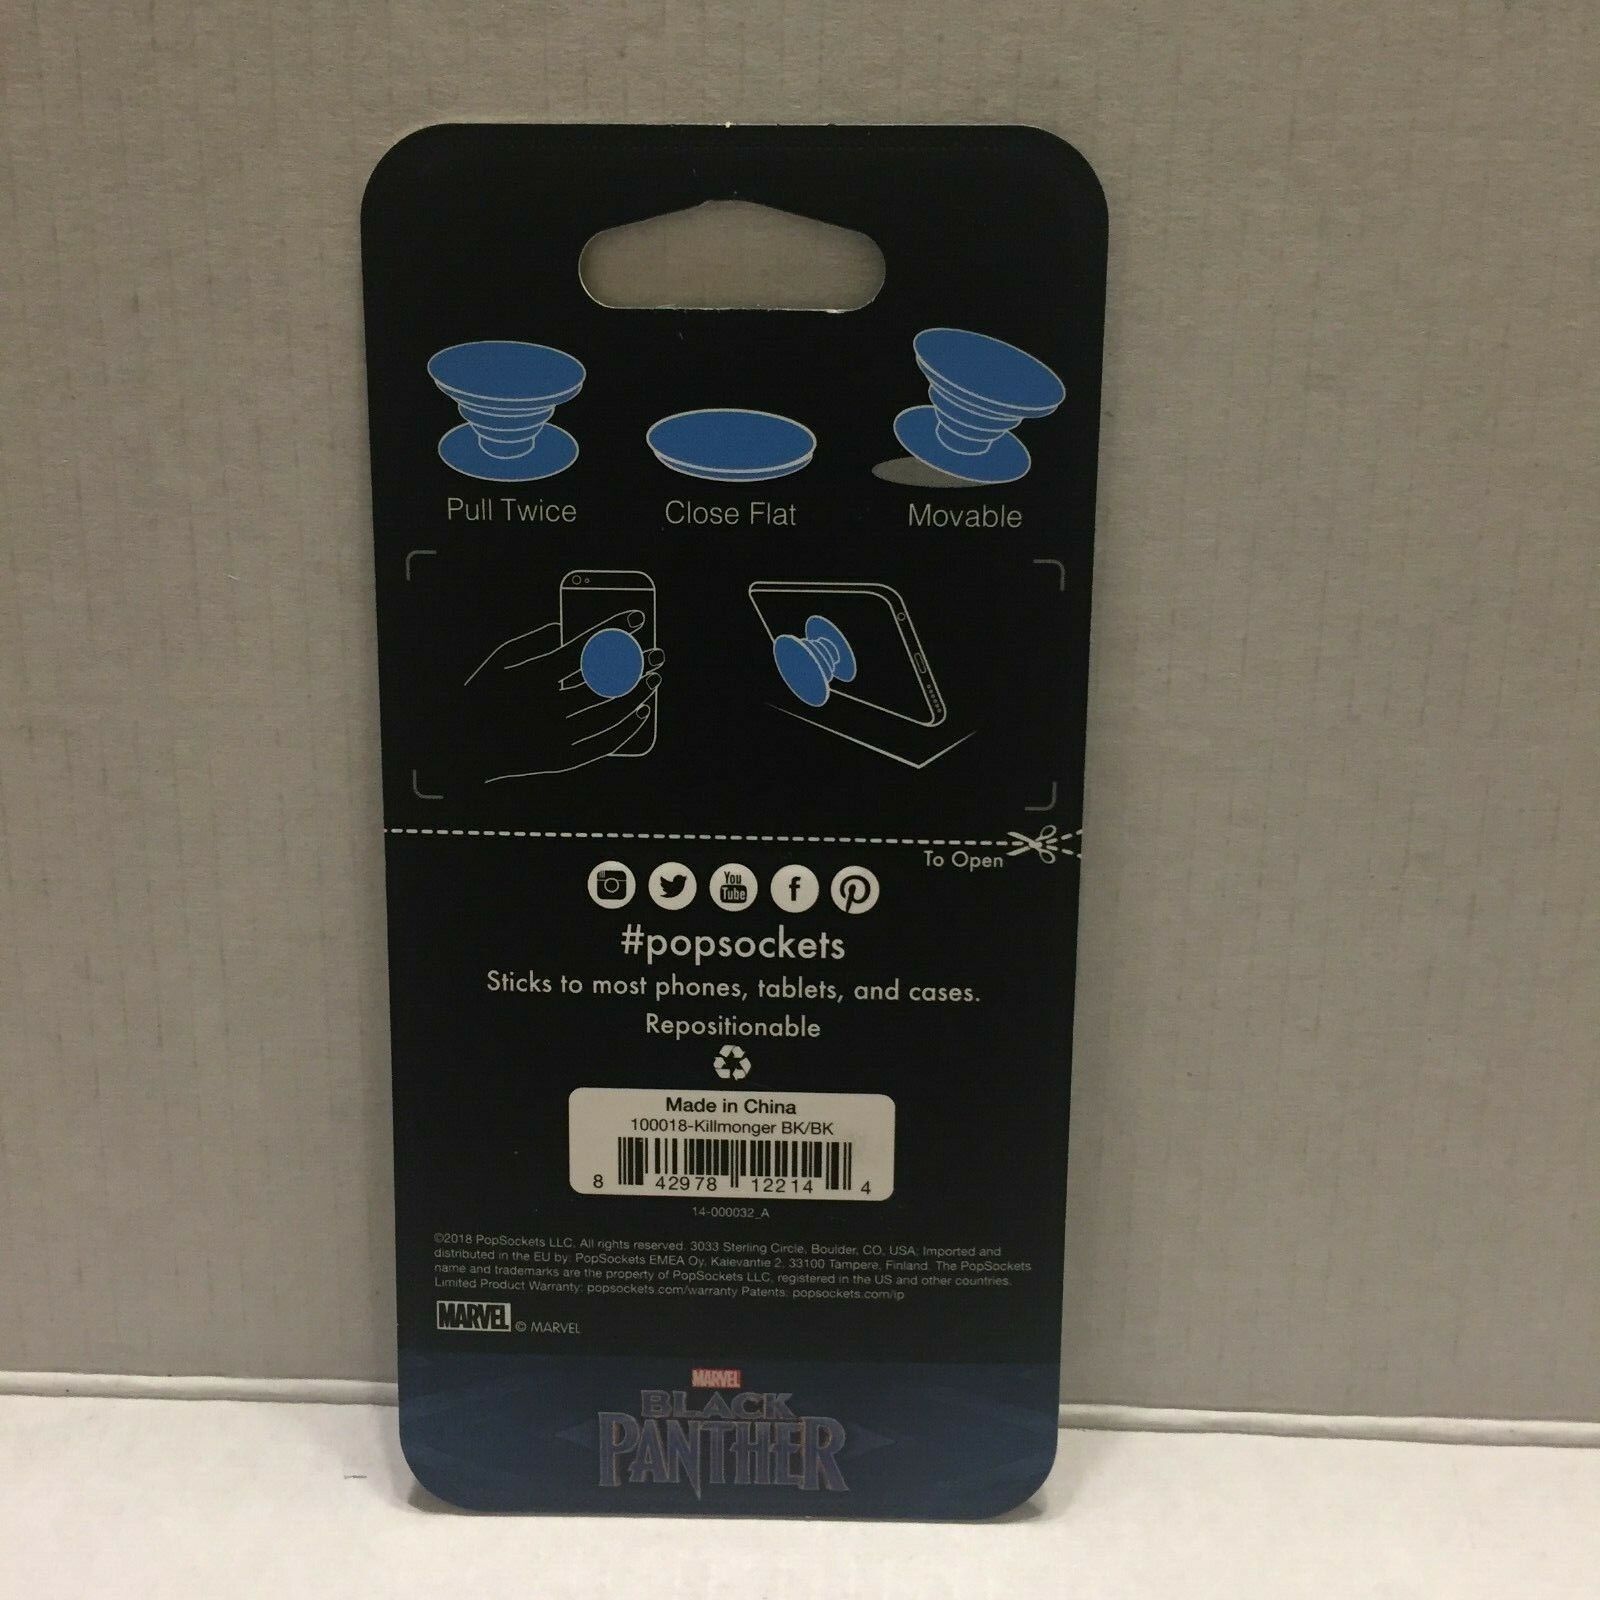 Pull Twice
Close Flat
Movable
To Open
You
Tube
f
#popsockets
Sticks to most phones, tablets, and cases.
Repositionable
Made in China
100018-Killmonger BK/BK
8 42978 12214 4
14-000032_A
©2018 PopSockets LLC. All rights reserved. 3033 Sterling Circle, Boulder, CO, USA; Imported and
distributed in the EU by: PopSockets EMEA Oy, Kalevantie 2, 33100 Tampere, Finland. The PopSockets
name and trademarks are the property of PopSockets LLC, registered in the US and other countries.
Limited Product Warranty: popsockets.com/warranty Patents: popsockets.com/ip
MARVEL © MARVEL
MARVEL
BLACK
PANTHER